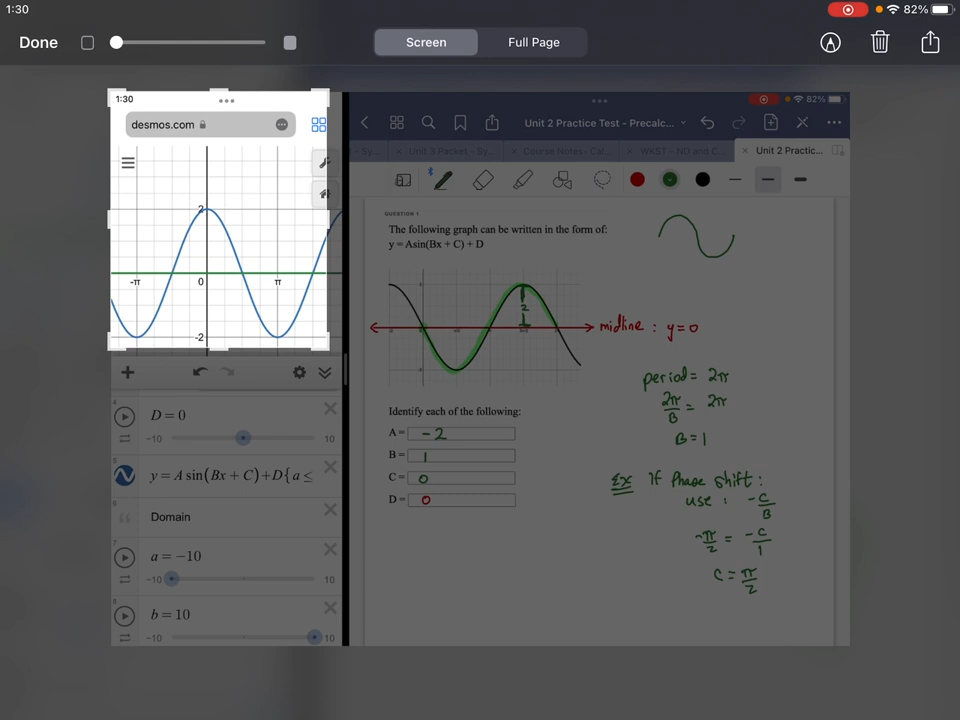 1:30
82%
Done
Screen
Full Page
1:30
desmos.com
2
-π
0
π
-2
D = 0
-10
10
y = A sin(Bx + C) + D{a ≤
Domain
a = −10
-10
10
b = 10
-10
10
82%
Unit 2 Practice Test - Precalc...
Unit 3 Packet - Sy...
Course Notes- Cal...
WKST - ND and C...
Unit 2 Practic...
QUESTION 1
The following graph can be written in the form of:
y = Asin(Bx + C) + D
2
midline : y = 0
Identify each of the following:
A = -2
B = 1
C = 0
D = 0
period = 2π
2π/B = 2π
B = 1
Ex If Phase shift :
use : -C/B
-π/2 = -C/1
C = π/2